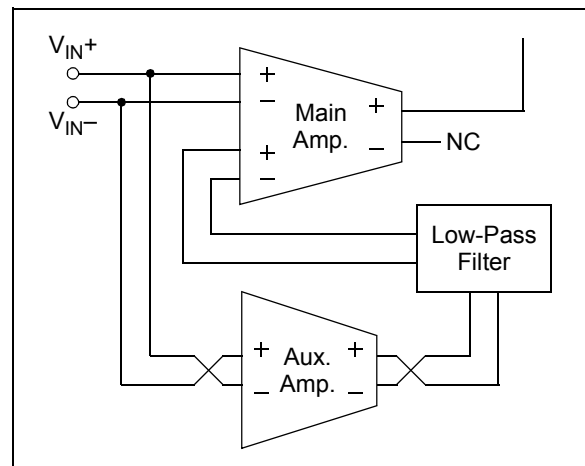 V_IN+
V_IN−
+
−
+
−
Main
Amp.
+
−
NC
Low-Pass
Filter
+
−
Aux.
Amp.
+
−